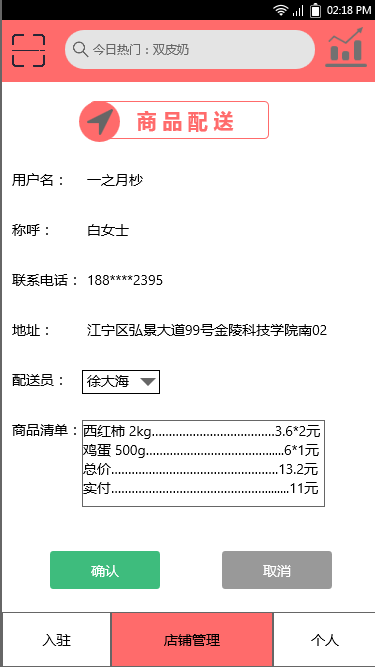 02:18 PM
今日热门：双皮奶
商品配送
用户名： 一之月杪
称呼： 白女士
联系电话： 188****2395
地址： 江宁区弘景大道99号金陵科技学院南02
配送员： 徐大海
商品清单： 西红柿 2kg....................................3.6*2元
鸡蛋 500g.........................................6*1元
总价.................................................13.2元
实付....................................................11元
确认 取消
入驻 店铺管理 个人